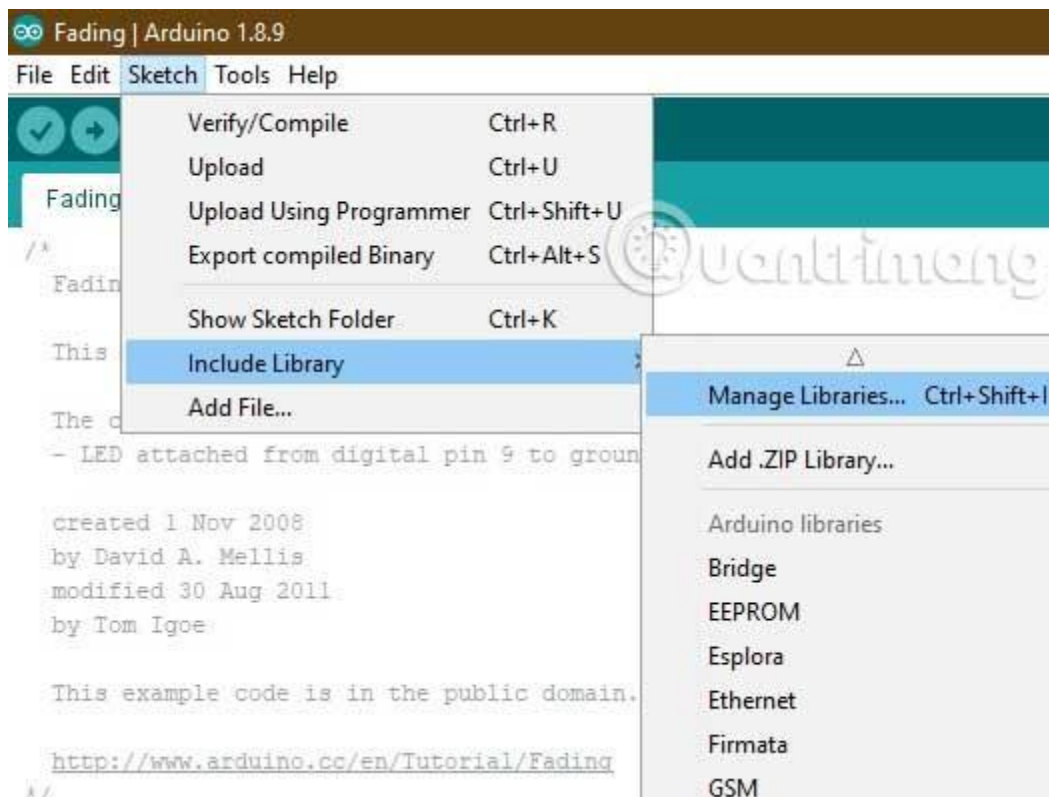 Fading | Arduino 1.8.9
File Edit Sketch Tools Help
Verify/Compile Ctrl+R
Upload Ctrl+U
Upload Using Programmer Ctrl+Shift+U
Export compiled Binary Ctrl+Alt+S
Show Sketch Folder Ctrl+K
Include Library
Add File...
Manage Libraries... Ctrl+Shift+I
Add .ZIP Library...
Arduino libraries
Bridge
EEPROM
Esplora
Ethernet
Firmata
GSM
Fading
/*
Fadin
This
The c
- LED attached from digital pin 9 to groun
created 1 Nov 2008
by David A. Mellis
modified 30 Aug 2011
by Tom Igoe
This example code is in the public domain.
http://www.arduino.cc/en/Tutorial/Fading
*/
Quantrimang